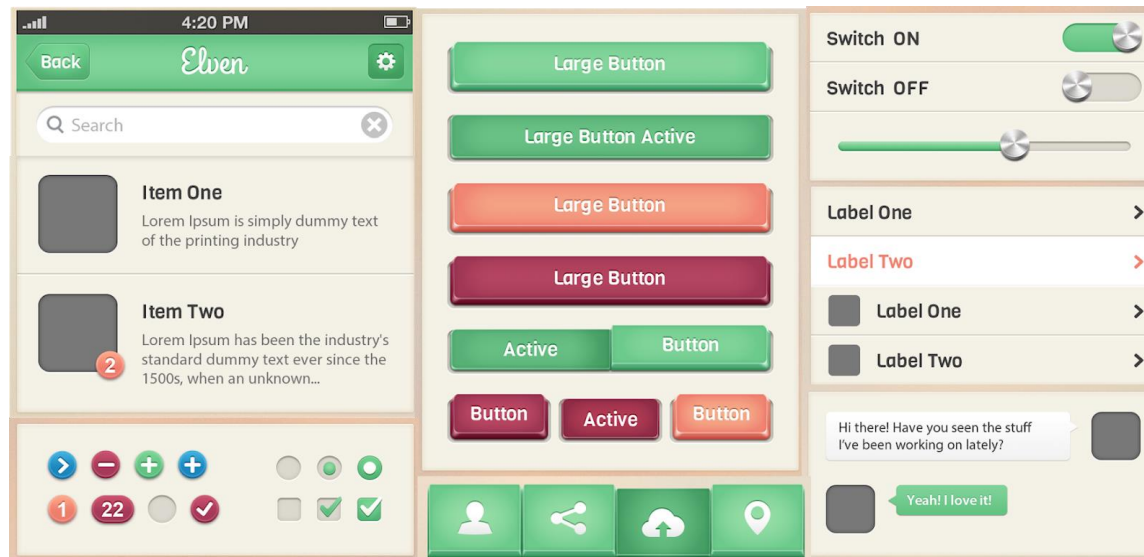 4:20 PM
Back
Elven
Search
Item One
Lorem Ipsum is simply dummy text
of the printing industry
Item Two
Lorem Ipsum has been the industry's
standard dummy text ever since the
1500s, when an unknown...
2
1
22
Large Button
Large Button Active
Large Button
Large Button
Active
Button
Button
Active
Button
Switch ON
Switch OFF
Label One
Label Two
Label One
Label Two
Hi there! Have you seen the stuff
I've been working on lately?
Yeah! I love it!